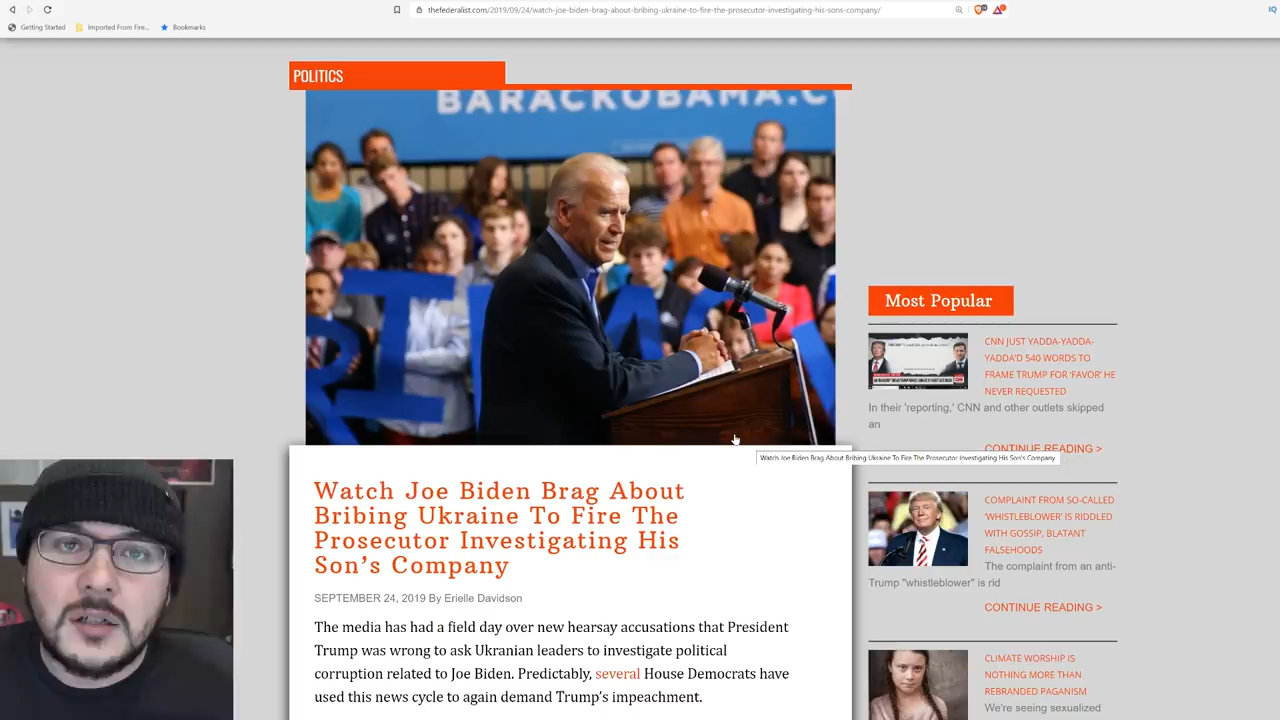 thefederalist.com/2019/09/24/watch-joe-biden-brag-about-bribing-ukraine-to-fire-the-prosecutor-investigating-his-sons-company/
Getting Started
Imported From Fire...
Bookmarks
POLITICS
BARACKOBAMA.C
Most Popular
CNN JUST YADDA-YADDA-
YADDA'D 540 WORDS TO
FRAME TRUMP FOR 'FAVOR' HE
NEVER REQUESTED
In their 'reporting,' CNN and other outlets skipped
an
CONTINUE READING >
Watch Joe Biden Brag About Bribing Ukraine To Fire The Prosecutor Investigating His Son's Company
Watch Joe Biden Brag About
Bribing Ukraine To Fire The
Prosecutor Investigating His
Son's Company
SEPTEMBER 24, 2019 By Erielle Davidson
The media has had a field day over new hearsay accusations that President
Trump was wrong to ask Ukranian leaders to investigate political
corruption related to Joe Biden. Predictably, several House Democrats have
used this news cycle to again demand Trump's impeachment.
COMPLAINT FROM SO-CALLED
'WHISTLEBLOWER' IS RIDDLED
WITH GOSSIP, BLATANT
FALSEHOODS
The complaint from an anti-
Trump "whistleblower" is rid
CONTINUE READING >
CLIMATE WORSHIP IS
NOTHING MORE THAN
REBRANDED PAGANISM
We're seeing sexualized